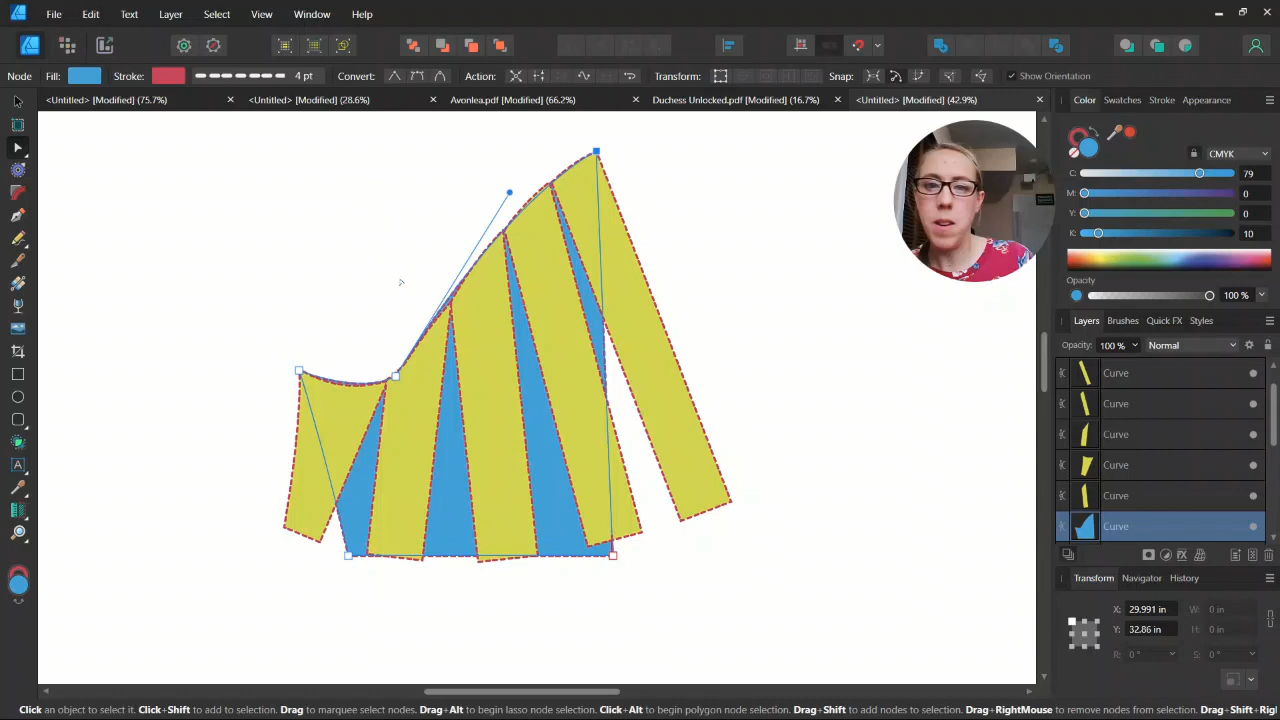 File Edit Text Layer Select View Window Help
Node Fill: Stroke: 4 pt Convert: Action: Transform: Snap: Show Orientation
<Untitled> [Modified] (75.7%) <Untitled> [Modified] (28.6%) Avonlea.pdf [Modified] (66.2%) Duchess Unlocked.pdf [Modified] (16.7%) <Untitled> [Modified] (42.9%)
Color Swatches Stroke Appearance
CMYK
C: 79
M: 0
Y: 0
K: 10
Opacity
100 %
Layers Brushes Quick FX Styles
Opacity: 100 % Normal
Curve
Curve
Curve
Curve
Curve
Curve
Transform Navigator History
X: 29.991 in W: 0 in
Y: 32.86 in H: 0 in
R: 0 ° S: 0 °
Click an object to select it. Click+Shift to add to selection. Drag to marquee select nodes. Drag+Alt to begin lasso node selection. Click+Alt to begin polygon node selection. Drag+Shift to add nodes to selection. Drag+RightMouse to remove nodes from selection. Drag+Shift+Rigl